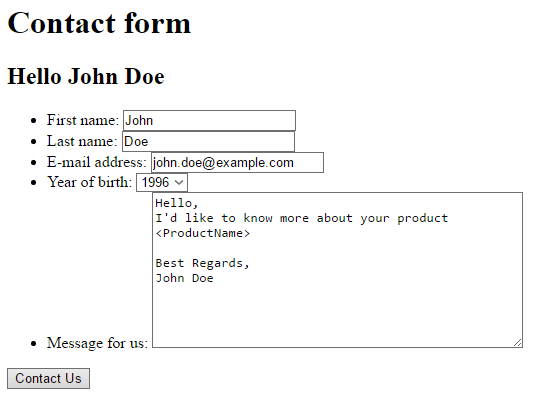 Contact form
Hello John Doe
First name: John
Last name: Doe
E-mail address: john.doe@example.com
Year of birth: 1996
Hello,
I'd like to know more about your product
<ProductName>
Best Regards,
John Doe
Message for us:
Contact Us